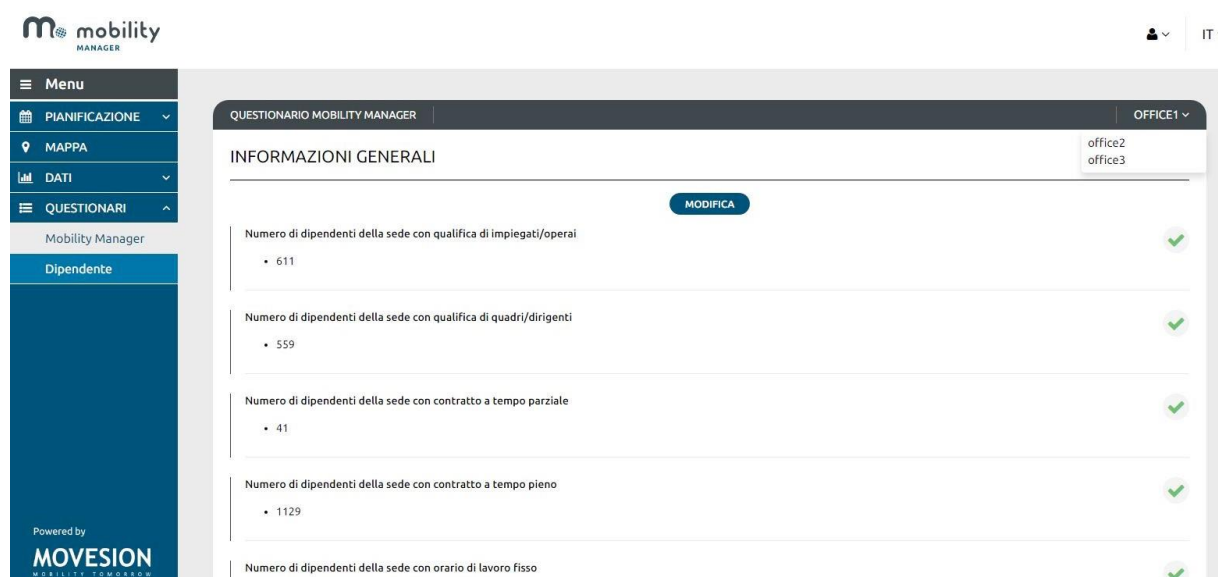 mobility
MANAGER
IT
Menu
PIANIFICAZIONE
MAPPA
DATI
QUESTIONARI
Mobility Manager
Dipendente
Powered by
MOVESION
MOBILITY TOMORROW
QUESTIONARIO MOBILITY MANAGER
OFFICE1
office2
office3
INFORMAZIONI GENERALI
MODIFICA
Numero di dipendenti della sede con qualifica di impiegati/operai
• 611
Numero di dipendenti della sede con qualifica di quadri/dirigenti
• 559
Numero di dipendenti della sede con contratto a tempo parziale
• 41
Numero di dipendenti della sede con contratto a tempo pieno
• 1129
Numero di dipendenti della sede con orario di lavoro fisso